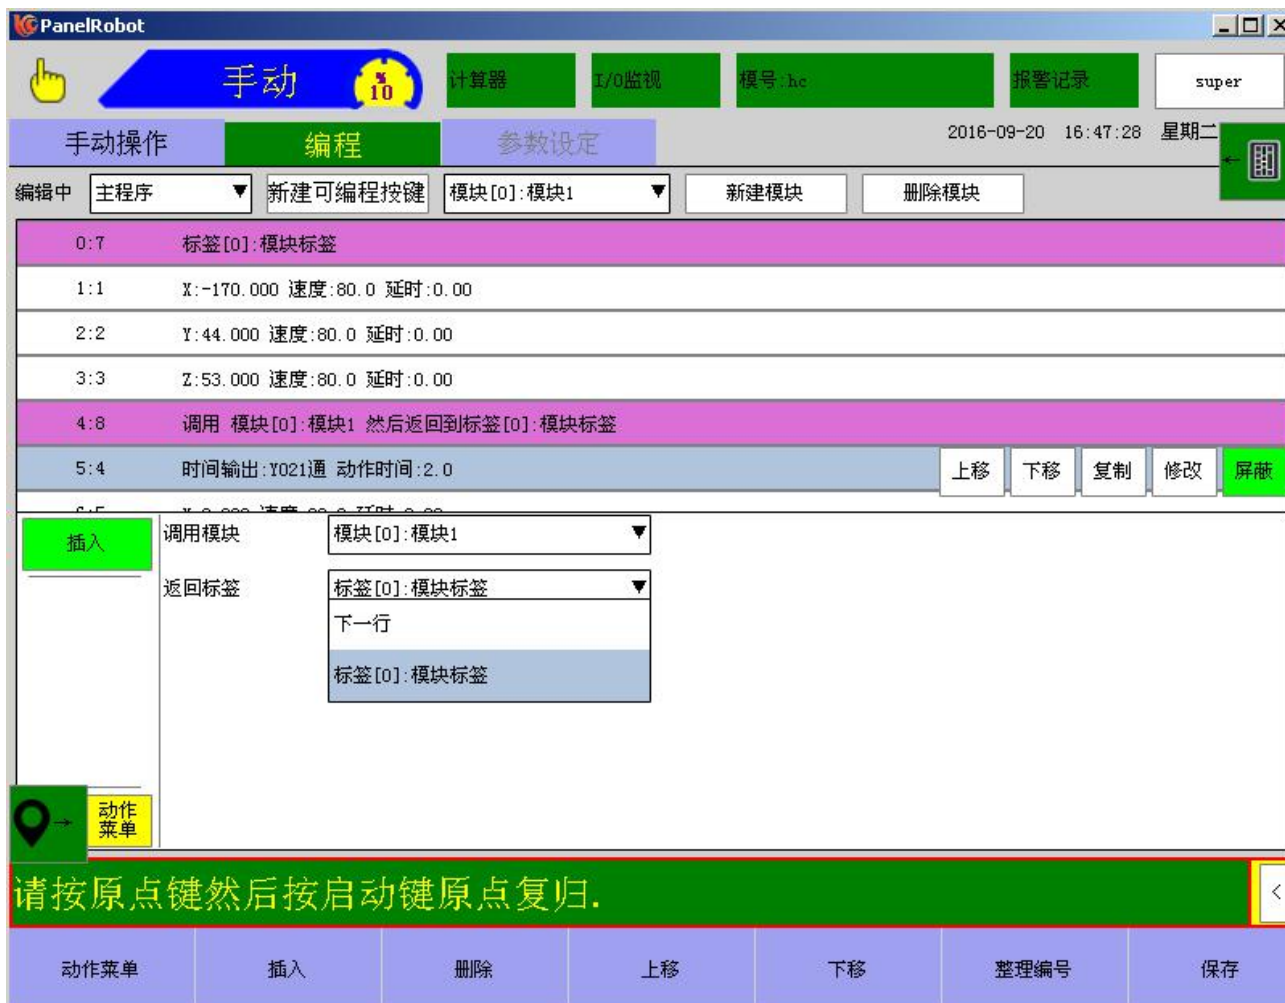 PanelRobot
手动 % 10 计算器 I/O监视 模号:hc 报警记录 super
手动操作 编程 参数设定 2016-09-20 16:47:28 星期二
编辑中 主程序 新建可编程按键 模块[0]:模块1 新建模块 删除模块
0:7 标签[0]:模块标签
1:1 X:-170.000 速度:80.0 延时:0.00
2:2 Y:44.000 速度:80.0 延时:0.00
3:3 Z:53.000 速度:80.0 延时:0.00
4:8 调用 模块[0]:模块1 然后返回到标签[0]:模块标签
5:4 时间输出:Y021通 动作时间:2.0 上移 下移 复制 修改 屏蔽
插入 调用模块 模块[0]:模块1
返回标签 标签[0]:模块标签
下一行
标签[0]:模块标签
动作
菜单
请按原点键然后按启动键原点复归.
动作菜单 插入 删除 上移 下移 整理编号 保存